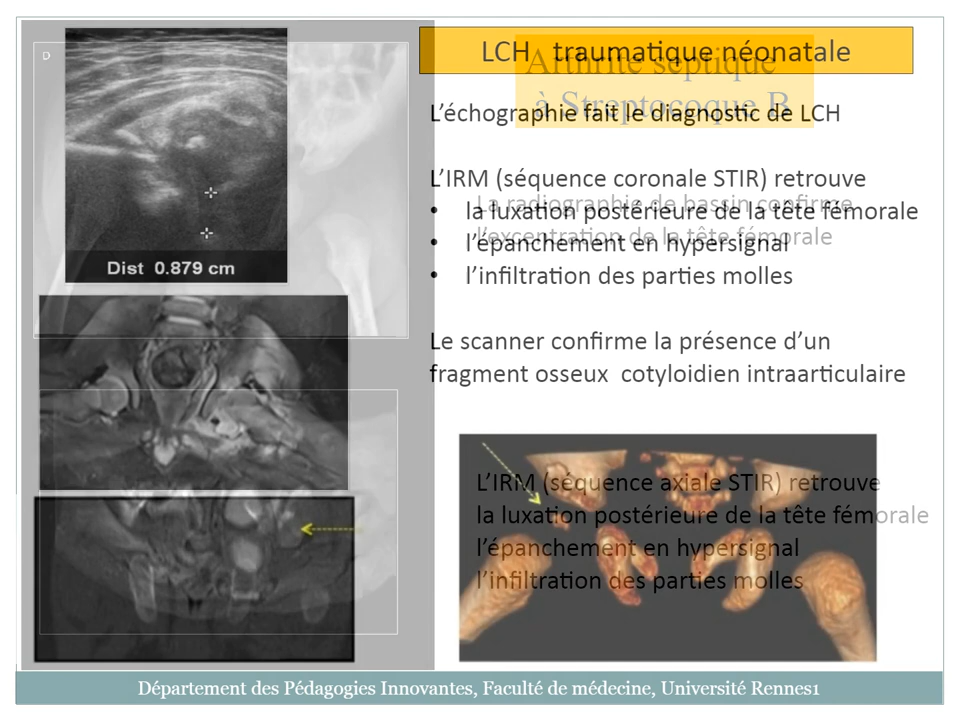 D
LCH traumatique néonatale
Arthrite septique
à Streptocoque B
L'échographie fait le diagnostic de LCH
L'IRM (séquence coronale STIR) retrouve
• la luxation postérieure de la tête fémorale
• l'épanchement en hypersignal
• l'infiltration des parties molles
La radiographie de bassin confirme
l'excentration de la tête fémorale
Dist 0.879 cm
Le scanner confirme la présence d'un
fragment osseux cotyloidien intraarticulaire
L'IRM (séquence axiale STIR) retrouve
la luxation postérieure de la tête fémorale
l'épanchement en hypersignal
l'infiltration des parties molles
Département des Pédagogies Innovantes, Faculté de médecine, Université Rennes1